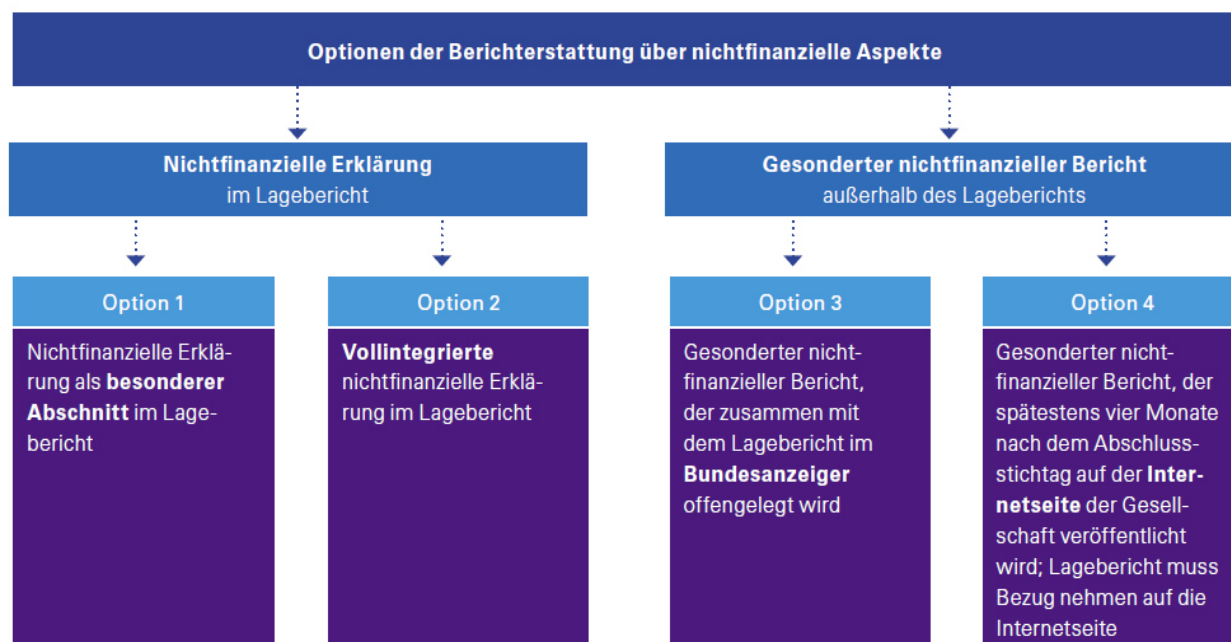 Optionen der Berichterstattung über nichtfinanzielle Aspekte
Nichtfinanzielle Erklärung
im Lagebericht
Gesonderter nichtfinanzieller Bericht
außerhalb des Lageberichts
Option 1
Nichtfinanzielle Erklä-
rung als besonderer
Abschnitt im Lage-
bericht
Option 2
Vollintegrierte
nichtfinanzielle Erklä-
rung im Lagebericht
Option 3
Gesonderter nicht-
finanzieller Bericht,
der zusammen mit
dem Lagebericht im
Bundesanzeiger
offengelegt wird
Option 4
Gesonderter nicht-
finanzieller Bericht, der
spätestens vier Monate
nach dem Abschluss-
stichtag auf der Inter-
netseite der Gesell-
schaft veröffentlicht
wird; Lagebericht muss
Bezug nehmen auf die
Internetseite